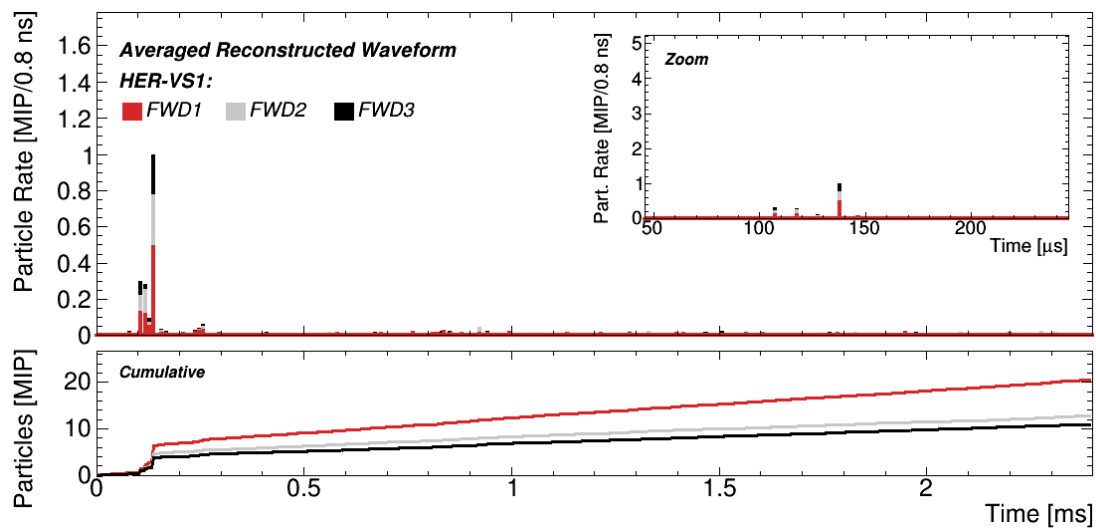 Particle Rate [MIP/0.8 ns]
1.6
1.4
1.2
1
0.8
0.6
0.4
0.2
0
Averaged Reconstructed Waveform
HER-VS1:
FWD1 FWD2 FWD3
Part. Rate [MIP/0.8 ns]
5
4
3
2
1
0
Zoom
50 100 150 200
Time [μs]
Particles [MIP]
20
10
0
Cumulative
0 0.5 1 1.5 2
Time [ms]